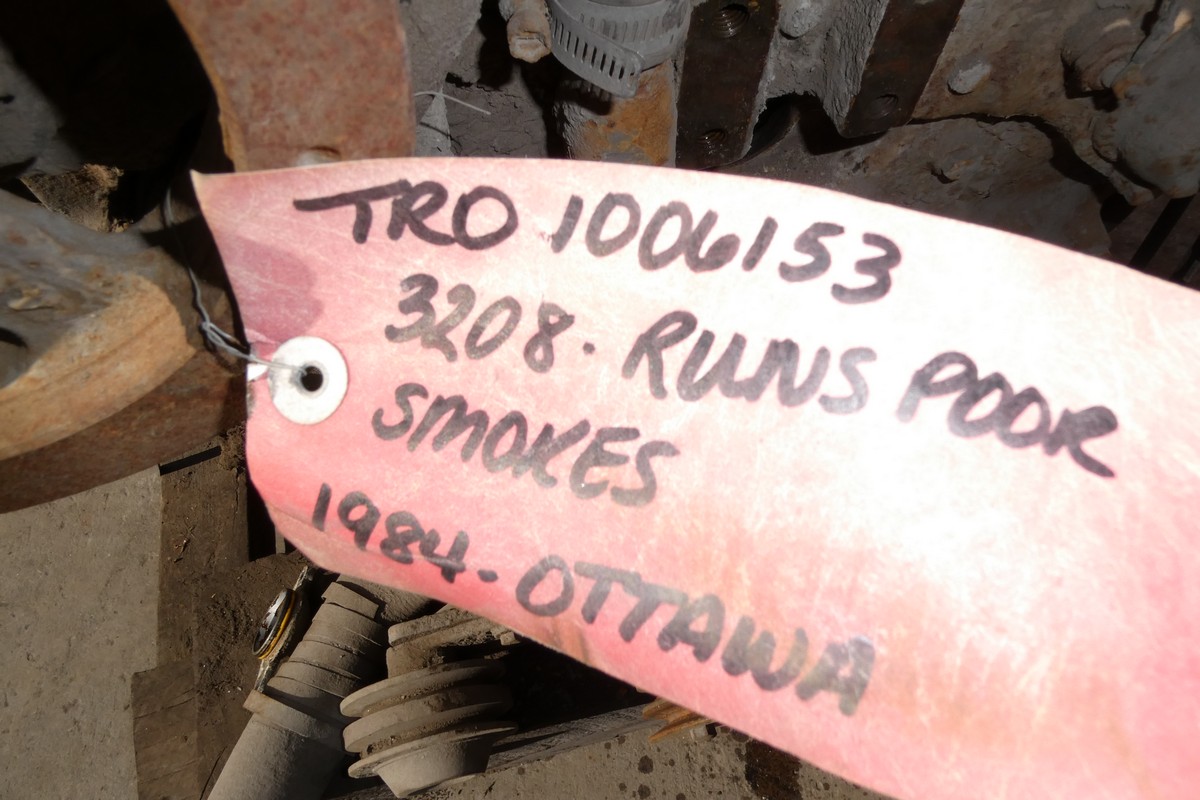 TRO 1006153
3208. RUNS POOR
SMOKES
1984. OTTAWA